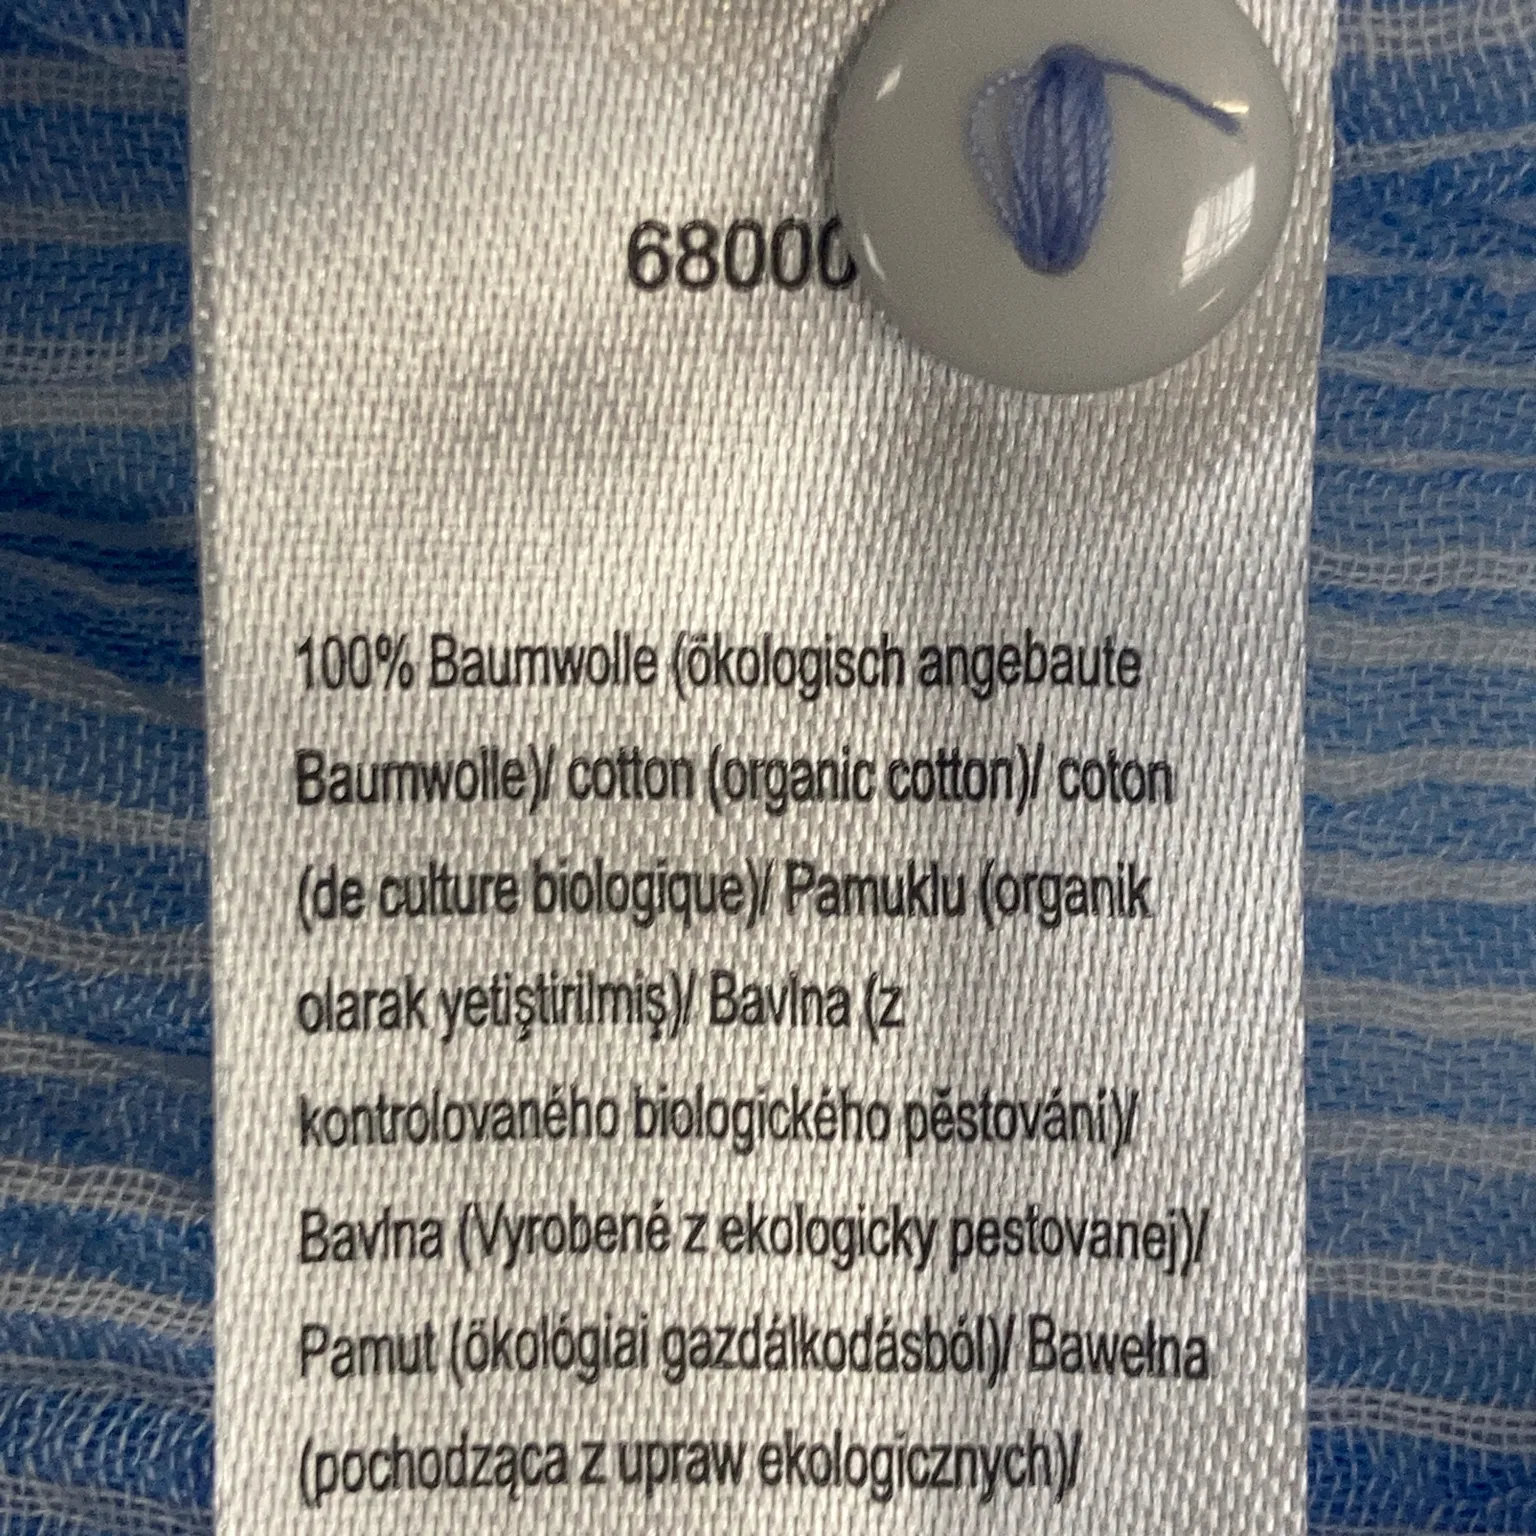 68000
100% Baumwolle (ökologisch angebaute
Baumwolle)/ cotton (organic cotton)/ coton
(de culture biologique)/ Pamuklu (organik
olarak yetiştirilmiş)/ Bavlna (z
kontrolovaného biologického pěstování)/
Bavlna (Vyrobené z ekologicky pestovanej)/
Pamut (ökológiai gazdálkodásból)/ Bawełna
(pochodząca z upraw ekologicznych)/